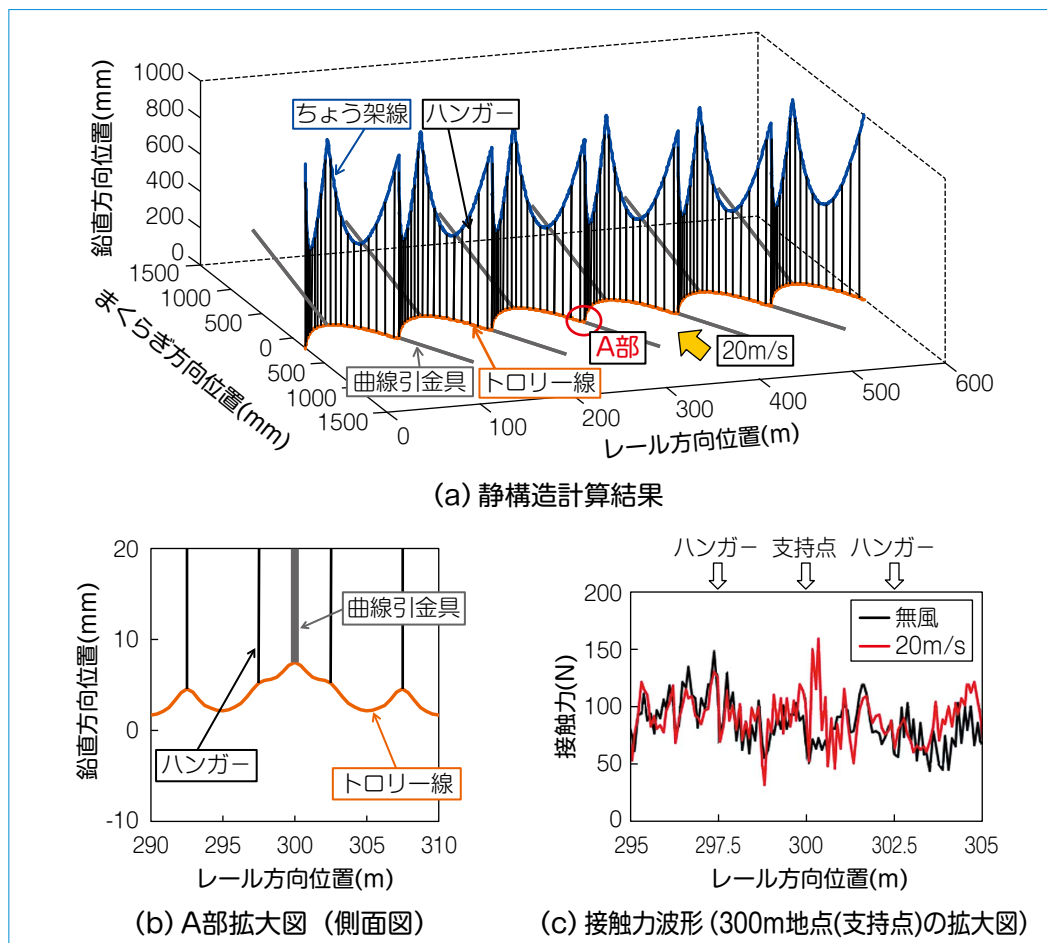 鉛直方向位置(mm)
1000
800
600
400
200
0
ちょう架線
ハンガー
1500
1000
500
0
500
1000
1500
まくらぎ方向位置(mm)
A部
20m/s
曲線引金具
トロリー線
0
100
200
300
400
500
600
レール方向位置(m)
(a) 静構造計算結果
鉛直方向位置(mm)
20
10
0
-10
曲線引金具
ハンガー
トロリー線
290
295
300
305
310
レール方向位置(m)
(b) A部拡大図 (側面図)
ハンガー 支持点 ハンガー
接触力(N)
200
150
100
50
0
無風
20m/s
295
297.5
300
302.5
305
レール方向位置(m)
(c) 接触力波形 (300m地点(支持点)の拡大図)